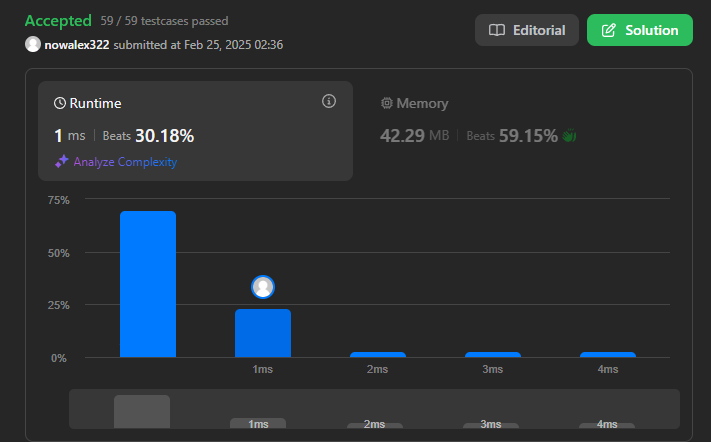 Accepted 59 / 59 testcases passed
nowalex322 submitted at Feb 25, 2025 02:36
Editorial
Solution
Runtime
1 ms Beats 30.18%
Analyze Complexity
Memory
42.29 MB Beats 59.15%
75%
50%
25%
0%
1ms 2ms 3ms 4ms
1ms 2ms 3ms 4ms